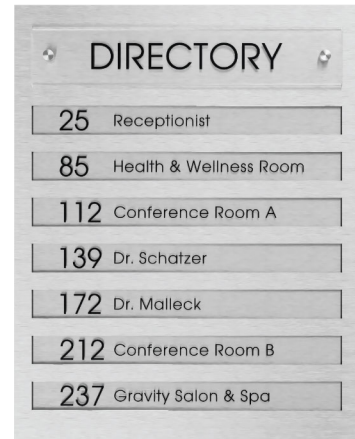 DIRECTORY
25 Receptionist
85 Health & Wellness Room
112 Conference Room A
139 Dr. Schatzer
172 Dr. Malleck
212 Conference Room B
237 Gravity Salon & Spa